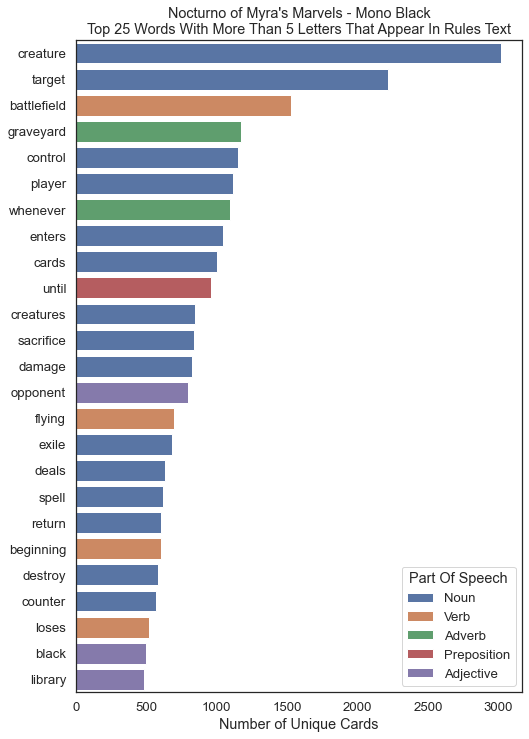 Nocturno of Myra's Marvels - Mono Black
Top 25 Words With More Than 5 Letters That Appear In Rules Text
creature
target
battlefield
graveyard
control
player
whenever
enters
cards
until
creatures
sacrifice
damage
opponent
flying
exile
deals
spell
return
beginning
destroy
counter
loses
black
library
Part Of Speech
Noun
Verb
Adverb
Preposition
Adjective
0 500 1000 1500 2000 2500 3000
Number of Unique Cards